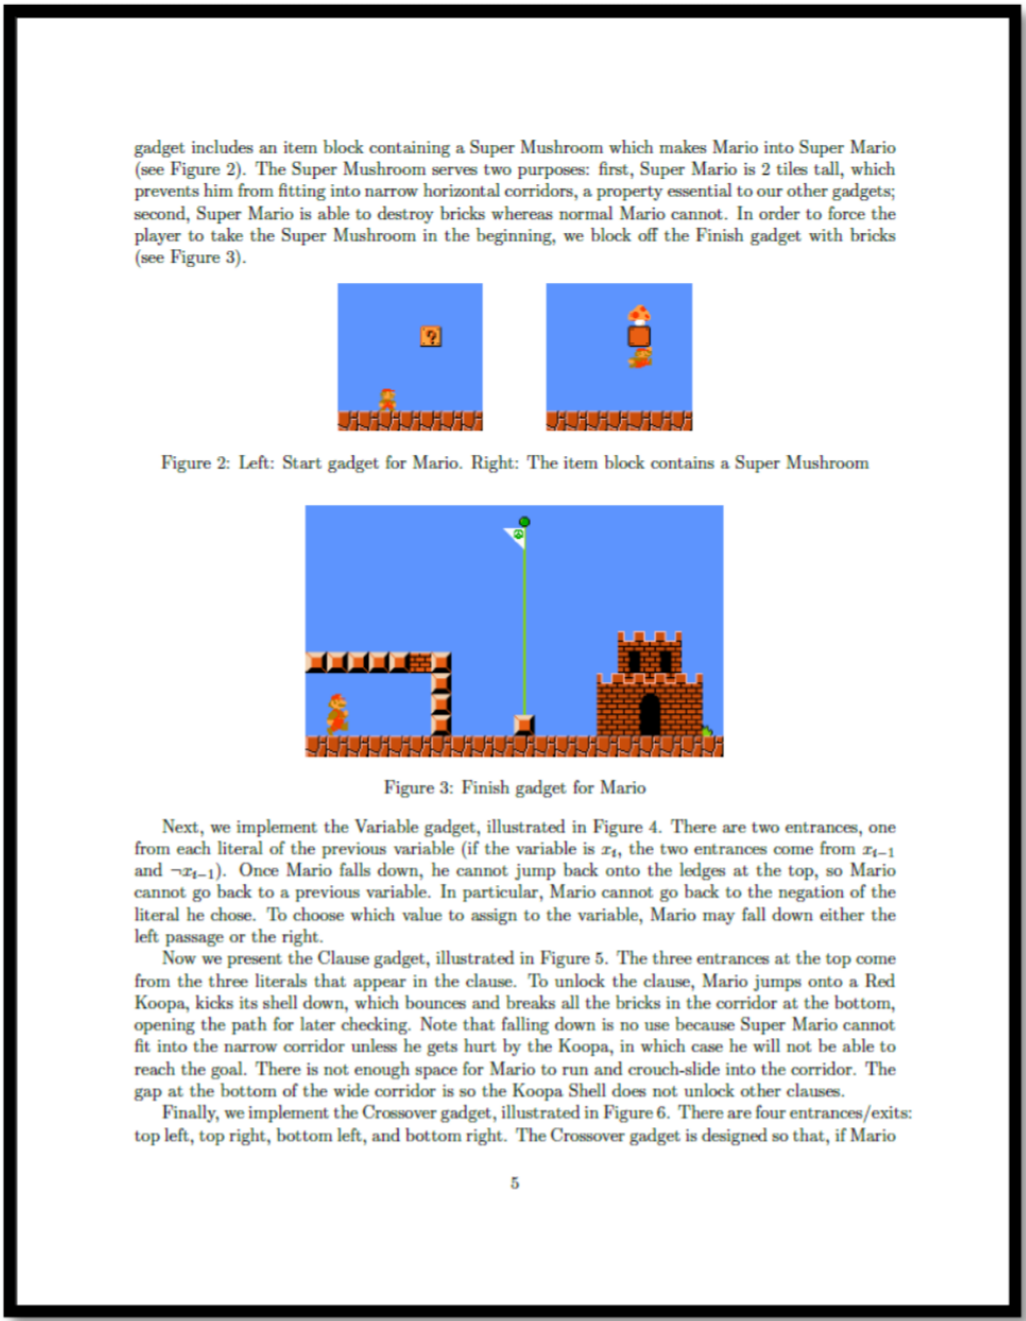 gadget includes an item block containing a Super Mushroom which makes Mario into Super Mario
(see Figure 2). The Super Mushroom serves two purposes: first, Super Mario is 2 tiles tall, which
prevents him from fitting into narrow horizontal corridors, a property essential to our other gadgets;
second, Super Mario is able to destroy bricks whereas normal Mario cannot. In order to force the
player to take the Super Mushroom in the beginning, we block off the Finish gadget with bricks
(see Figure 3).
?
Figure 2: Left: Start gadget for Mario. Right: The item block contains a Super Mushroom
Figure 3: Finish gadget for Mario
Next, we implement the Variable gadget, illustrated in Figure 4. There are two entrances, one
from each literal of the previous variable (if the variable is xᵢ, the two entrances come from xᵢ₋₁
and ¬xᵢ₋₁). Once Mario falls down, he cannot jump back onto the ledges at the top, so Mario
cannot go back to a previous variable. In particular, Mario cannot go back to the negation of the
literal he chose. To choose which value to assign to the variable, Mario may fall down either the
left passage or the right.
Now we present the Clause gadget, illustrated in Figure 5. The three entrances at the top come
from the three literals that appear in the clause. To unlock the clause, Mario jumps onto a Red
Koopa, kicks its shell down, which bounces and breaks all the bricks in the corridor at the bottom,
opening the path for later checking. Note that falling down is no use because Super Mario cannot
fit into the narrow corridor unless he gets hurt by the Koopa, in which case he will not be able to
reach the goal. There is not enough space for Mario to run and crouch-slide into the corridor. The
gap at the bottom of the wide corridor is so the Koopa Shell does not unlock other clauses.
Finally, we implement the Crossover gadget, illustrated in Figure 6. There are four entrances/exits:
top left, top right, bottom left, and bottom right. The Crossover gadget is designed so that, if Mario
5